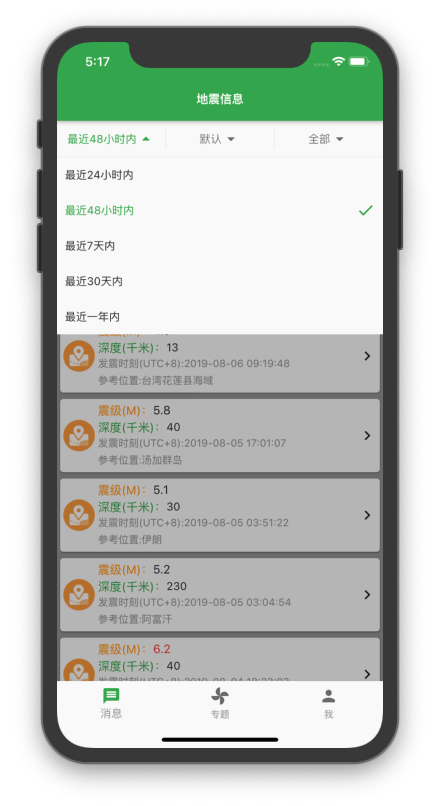 5:17
地震信息
最近48小时内 默认 全部
最近24小时内
最近48小时内
最近7天内
最近30天内
最近一年内
深度(千米)：13
发震时刻(UTC+8):2019-08-06 09:19:48
参考位置:台湾花莲县海域
震级(M)：5.8
深度(千米)：40
发震时刻(UTC+8):2019-08-05 17:01:07
参考位置:汤加群岛
震级(M)：5.1
深度(千米)：30
发震时刻(UTC+8):2019-08-05 03:51:22
参考位置:伊朗
震级(M)：5.2
深度(千米)：230
发震时刻(UTC+8):2019-08-05 03:04:54
参考位置:阿富汗
震级(M)：6.2
深度(千米)：40
消息 专题 我